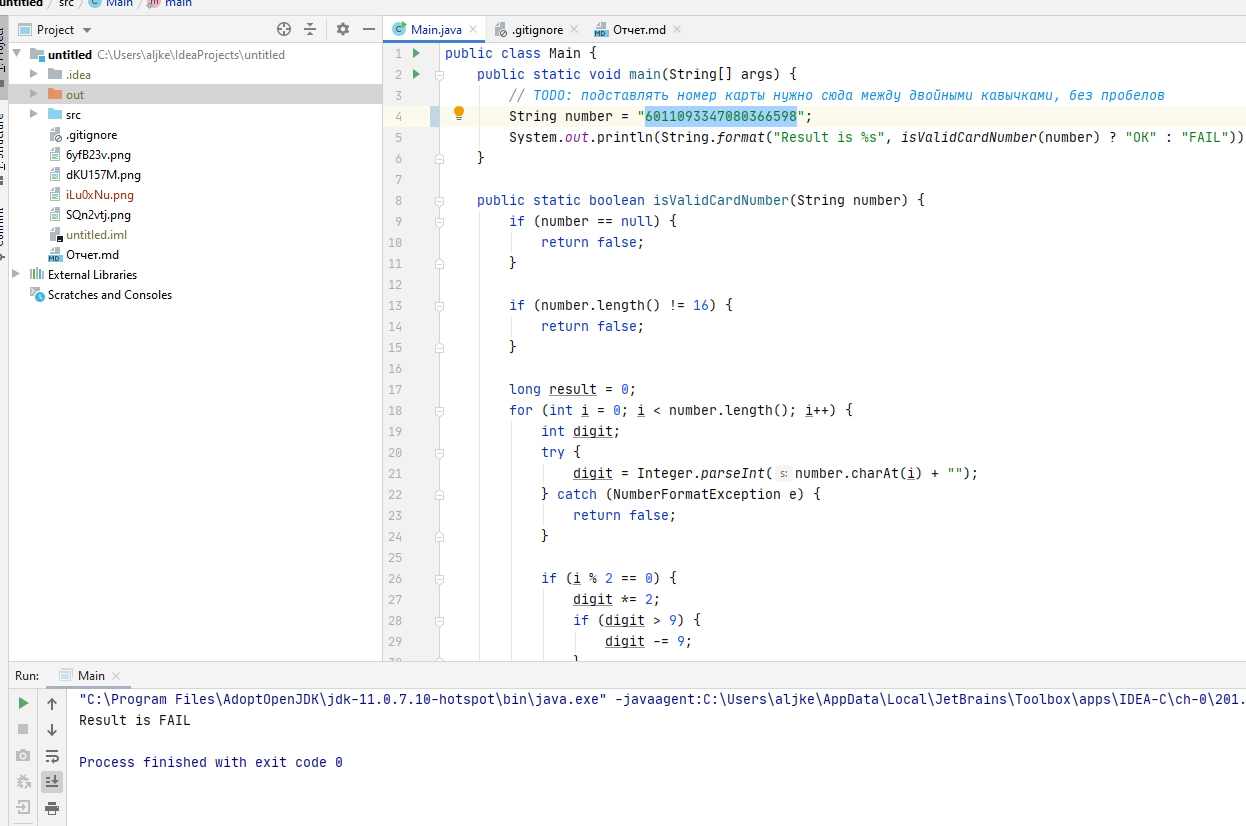 untitled src Main main
Project
Main.java
.gitignore
Отчет.md
untitled C:\Users\aljke\IdeaProjects\untitled
.idea
out
src
.gitignore
6yfB23v.png
dKU157M.png
iLu0xNu.png
SQn2vtj.png
untitled.iml
Отчет.md
External Libraries
Scratches and Consoles
1 public class Main {
2 public static void main(String[] args) {
3 // TODO: подставлять номер карты нужно сюда между двойными кавычками, без пробелов
4 String number = "6011093347080366598";
5 System.out.println(String.format("Result is %s", isValidCardNumber(number) ? "OK" : "FAIL"))
6 }
7
8 public static boolean isValidCardNumber(String number) {
9 if (number == null) {
10 return false;
11 }
12
13 if (number.length() != 16) {
14 return false;
15 }
16
17 long result = 0;
18 for (int i = 0; i < number.length(); i++) {
19 int digit;
20 try {
21 digit = Integer.parseInt( s: number.charAt(i) + "");
22 } catch (NumberFormatException e) {
23 return false;
24 }
25
26 if (i % 2 == 0) {
27 digit *= 2;
28 if (digit > 9) {
29 digit -= 9;
}
Run: Main
"C:\Program Files\AdoptOpenJDK\jdk-11.0.7.10-hotspot\bin\java.exe" -javaagent:C:\Users\aljke\AppData\Local\JetBrains\Toolbox\apps\IDEA-C\ch-0\201.
Result is FAIL
Process finished with exit code 0